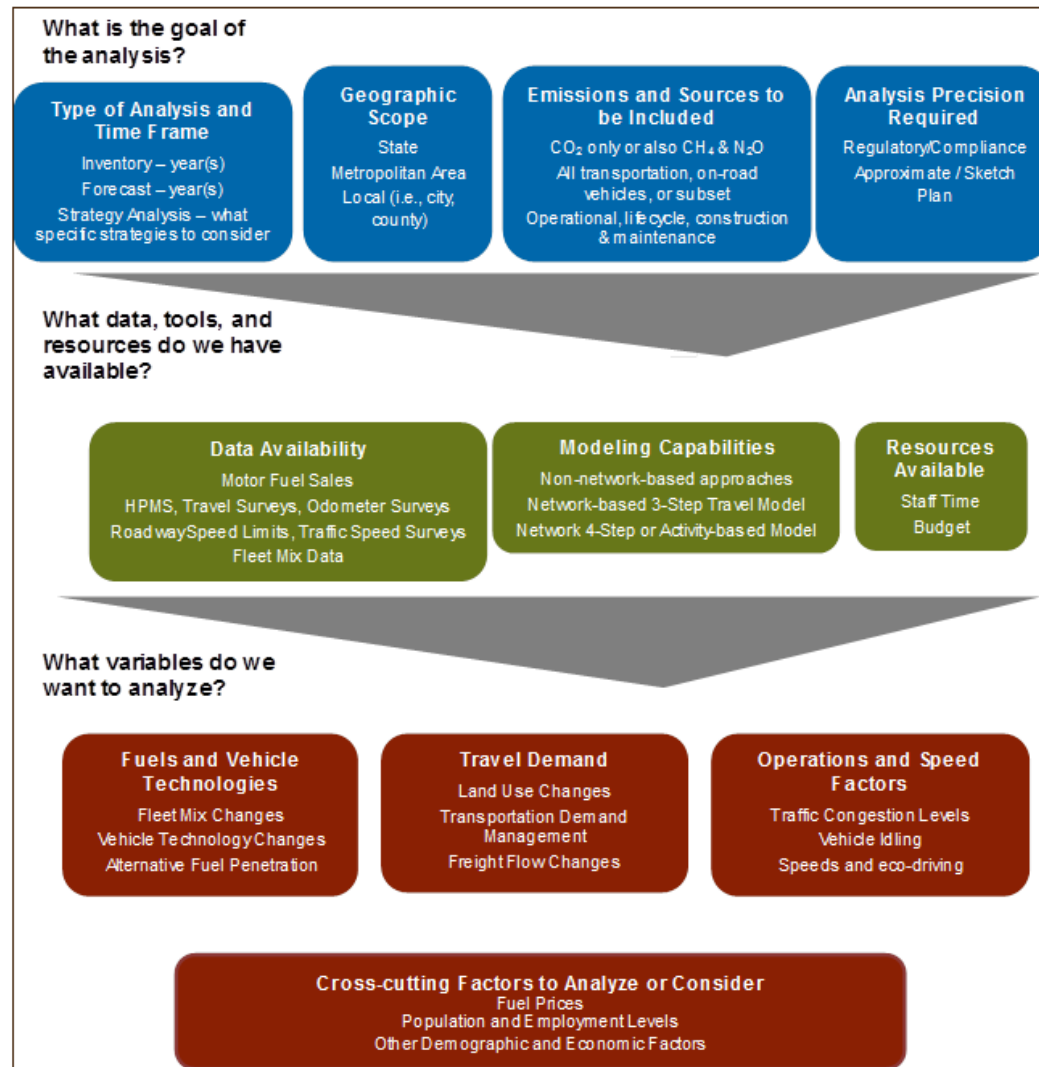 What is the goal of
the analysis?
Type of Analysis and
Time Frame
Inventory – year(s)
Forecast – year(s)
Strategy Analysis – what
specific strategies to consider
Geographic
Scope
State
Metropolitan Area
Local (i.e., city,
county)
Emissions and Sources to
be Included
CO₂ only or also CH₄ & N₂O
All transportation, on-road
vehicles, or subset
Operational, lifecycle, construction
& maintenance
Analysis Precision
Required
Regulatory/Compliance
Approximate / Sketch
Plan
What data, tools, and
resources do we have
available?
Data Availability
Motor Fuel Sales
HPMS, Travel Surveys, Odometer Surveys
Roadway Speed Limits, Traffic Speed Surveys
Fleet Mix Data
Modeling Capabilities
Non-network-based approaches
Network-based 3-Step Travel Model
Network 4-Step or Activity-based Model
Resources
Available
Staff Time
Budget
What variables do we
want to analyze?
Fuels and Vehicle
Technologies
Fleet Mix Changes
Vehicle Technology Changes
Alternative Fuel Penetration
Travel Demand
Land Use Changes
Transportation Demand
Management
Freight Flow Changes
Operations and Speed
Factors
Traffic Congestion Levels
Vehicle Idling
Speeds and eco-driving
Cross-cutting Factors to Analyze or Consider
Fuel Prices
Population and Employment Levels
Other Demographic and Economic Factors